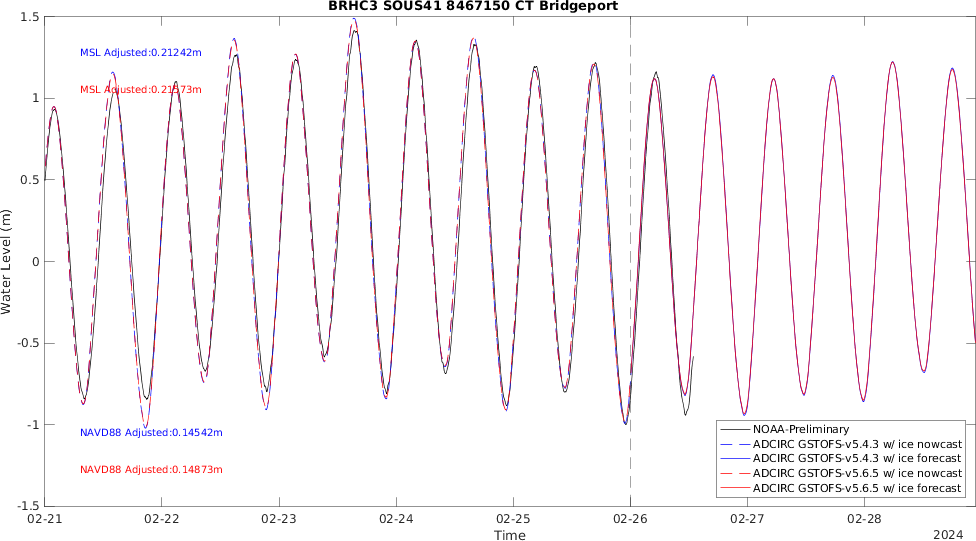 BRHC3 SOUS41 8467150 CT Bridgeport
1.5
1
0.5
0
-0.5
-1
-1.5
Water Level (m)
MSL Adjusted:0.21242m
MSL Adjusted:0.21573m
NAVD88 Adjusted:0.14542m
NAVD88 Adjusted:0.14873m
NOAA-Preliminary
ADCIRC GSTOFS-v5.4.3 w/ ice nowcast
ADCIRC GSTOFS-v5.4.3 w/ ice forecast
ADCIRC GSTOFS-v5.6.5 w/ ice nowcast
ADCIRC GSTOFS-v5.6.5 w/ ice forecast
02-21 02-22 02-23 02-24 02-25 02-26 02-27 02-28
Time
2024